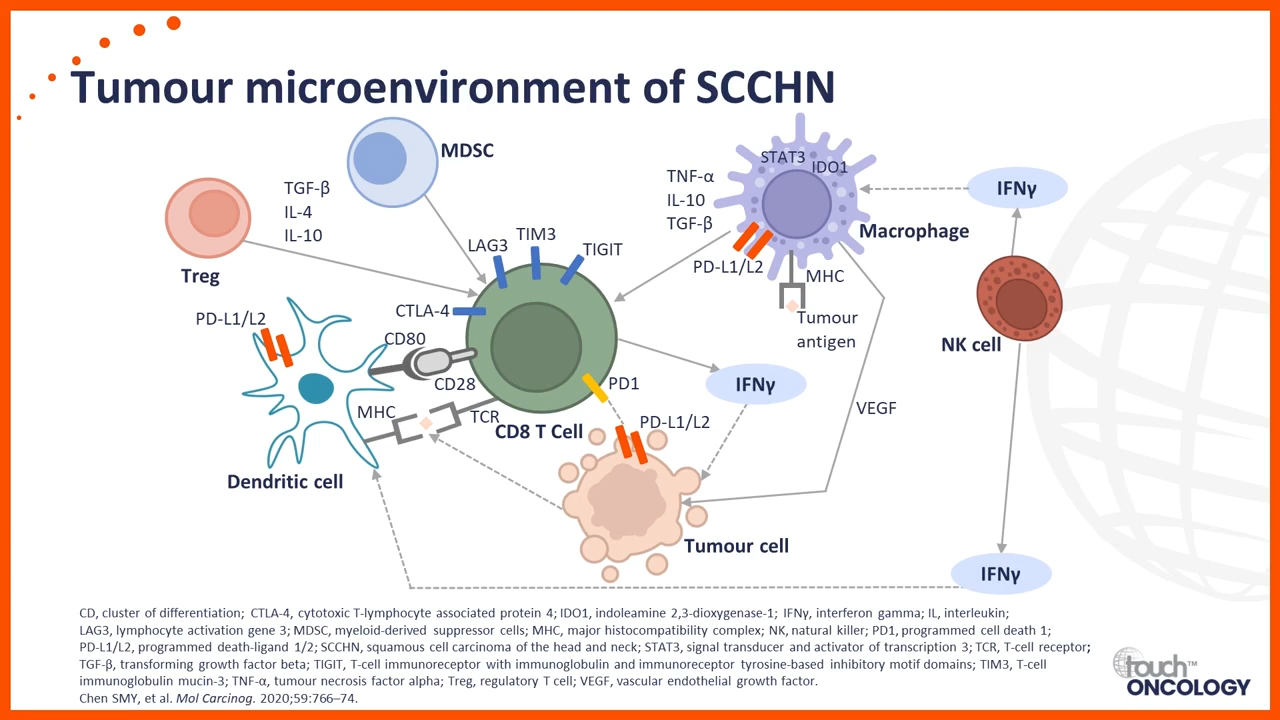 Tumour microenvironment of SCCHN
MDSC
TGF-β
IL-4
IL-10
Treg
TNF-α
IL-10
TGF-β
STAT3
IDO1
IFNγ
Macrophage
PD-L1/L2
MHC
Tumour
antigen
NK cell
LAG3
TIM3
TIGIT
CTLA-4
PD-L1/L2
CD80
CD28
MHC
TCR
CD8 T Cell
PD1
PD-L1/L2
IFNγ
VEGF
Dendritic cell
Tumour cell
IFNγ
CD, cluster of differentiation; CTLA-4, cytotoxic T-lymphocyte associated protein 4; IDO1, indoleamine 2,3-dioxygenase-1; IFNγ, interferon gamma; IL, interleukin;
LAG3, lymphocyte activation gene 3; MDSC, myeloid-derived suppressor cells; MHC, major histocompatibility complex; NK, natural killer; PD1, programmed cell death 1;
PD-L1/L2, programmed death-ligand 1/2; SCCHN, squamous cell carcinoma of the head and neck; STAT3, signal transducer and activator of transcription 3; TCR, T-cell receptor;
TGF-β, transforming growth factor beta; TIGIT, T-cell immunoreceptor with immunoglobulin and immunoreceptor tyrosine-based inhibitory motif domains; TIM3, T-cell
immunoglobulin mucin-3; TNF-α, tumour necrosis factor alpha; Treg, regulatory T cell; VEGF, vascular endothelial growth factor.
Chen SMY, et al. Mol Carcinog. 2020;59:766–74.
touch™
ONCOLOGY